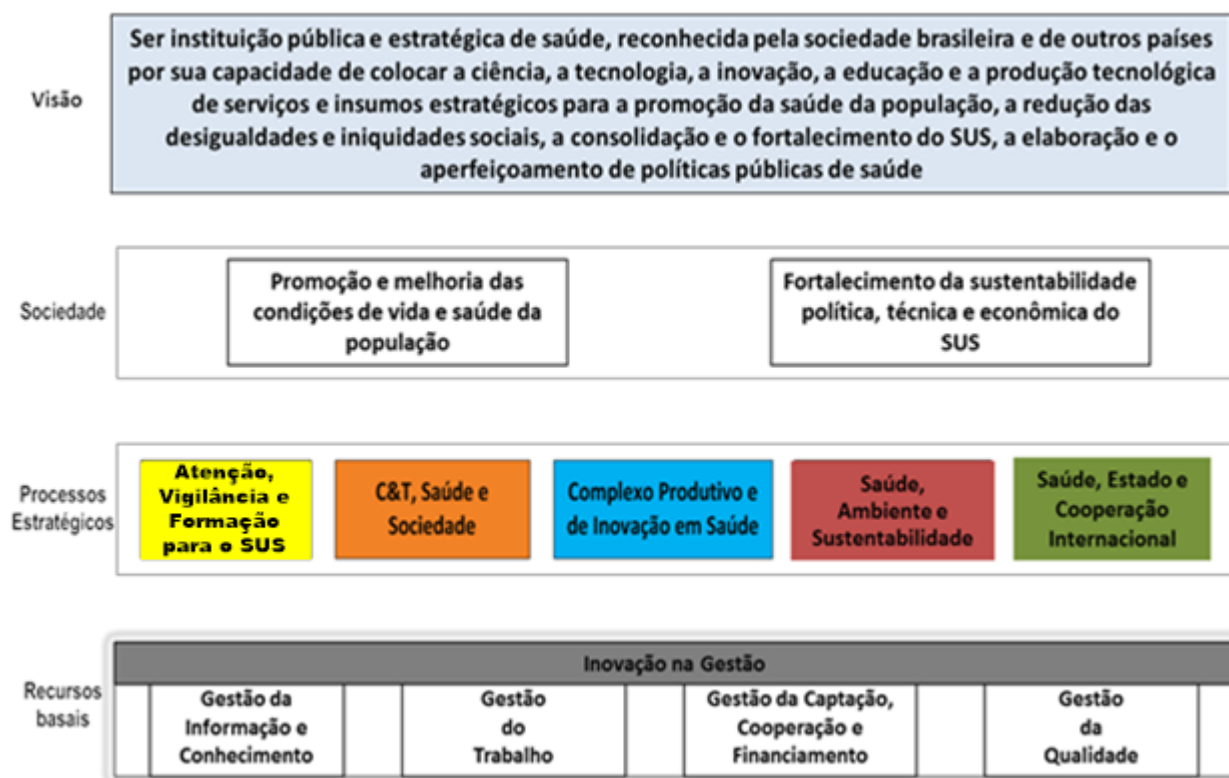 Visão
Ser instituição pública e estratégica de saúde, reconhecida pela sociedade brasileira e de outros países
por sua capacidade de colocar a ciência, a tecnologia, a inovação, a educação e a produção tecnológica
de serviços e insumos estratégicos para a promoção da saúde da população, a redução das
desigualdades e iniquidades sociais, a consolidação e o fortalecimento do SUS, a elaboração e o
aperfeiçoamento de políticas públicas de saúde
Sociedade
Promoção e melhoria das
condições de vida e saúde da
população
Fortalecimento da sustentabilidade
política, técnica e econômica do
SUS
Processos
Estratégicos
Atenção,
Vigilância e
Formação
para o SUS
C&T, Saúde e
Sociedade
Complexo Produtivo e
de Inovação em Saúde
Saúde,
Ambiente e
Sustentabilidade
Saúde, Estado e
Cooperação
Internacional
Recursos
basais
Inovação na Gestão
Gestão da
Informação e
Conhecimento
Gestão
do
Trabalho
Gestão da Captação,
Cooperação e
Financiamento
Gestão
da
Qualidade